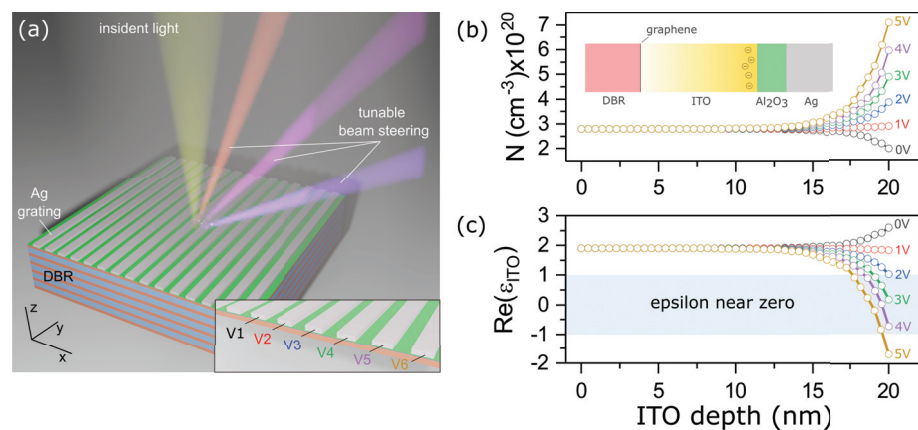 (a)
insident light
tunable
beam steering
Ag
grating
DBR
z
y
x
V1
V2
V3
V4
V5
V6
(b)
N (cm⁻³)x10²⁰
7
6
5
4
3
2
graphene
DBR
ITO
Al₂O₃
Ag
5V
4V
3V
2V
1V
0V
0
5
10
15
20
(c)
Re(ε_ITO)
3
2
1
0
-1
-2
epsilon near zero
0V
1V
2V
3V
4V
5V
0
5
10
15
20
ITO depth (nm)